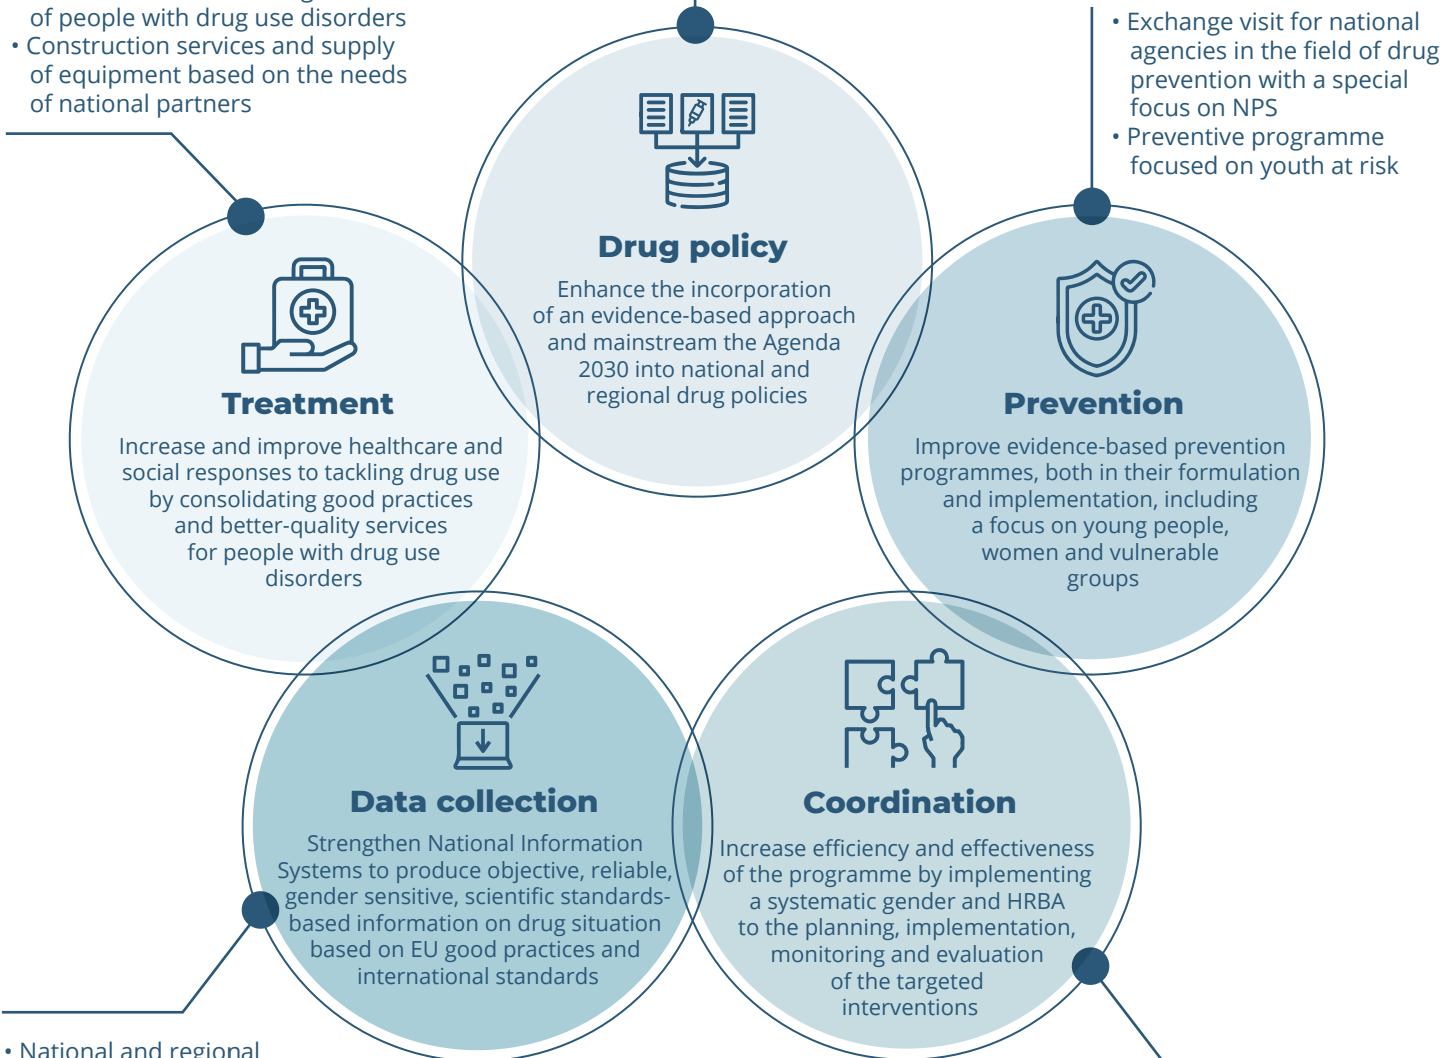 of people with drug use disorders
• Construction services and supply
of equipment based on the needs
of national partners
• Exchange visit for national
agencies in the field of drug
prevention with a special
focus on NPS
• Preventive programme
focused on youth at risk
Drug policy
Enhance the incorporation
of an evidence-based approach
and mainstream the Agenda
2030 into national and
regional drug policies
Treatment
Increase and improve healthcare and
social responses to tackling drug use
by consolidating good practices
and better-quality services
for people with drug use
disorders
Prevention
Improve evidence-based prevention
programmes, both in their formulation
and implementation, including
a focus on young people,
women and vulnerable
groups
Data collection
Strengthen National Information
Systems to produce objective, reliable,
gender sensitive, scientific standards-
based information on drug situation
based on EU good practices and
international standards
Coordination
Increase efficiency and effectiveness
of the programme by implementing
a systematic gender and HRBA
to the planning, implementation,
monitoring and evaluation
of the targeted
interventions
• National and regional